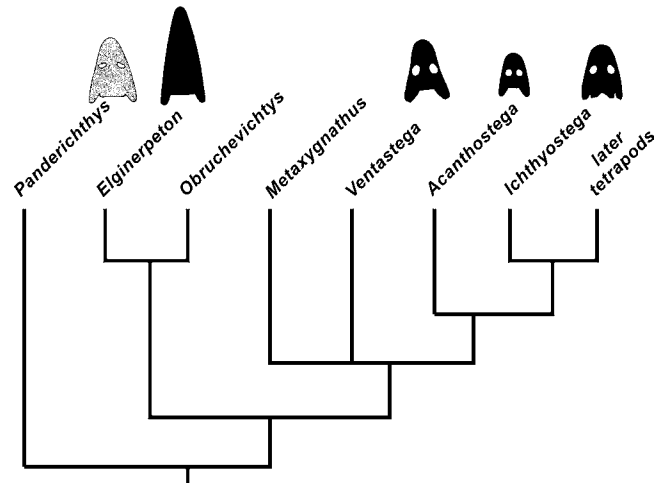 Panderichthys
Elginerpeton
Obruchevichtys
Metaxygnathus
Ventastega
Acanthostega
Ichthyostega
later
tetrapods